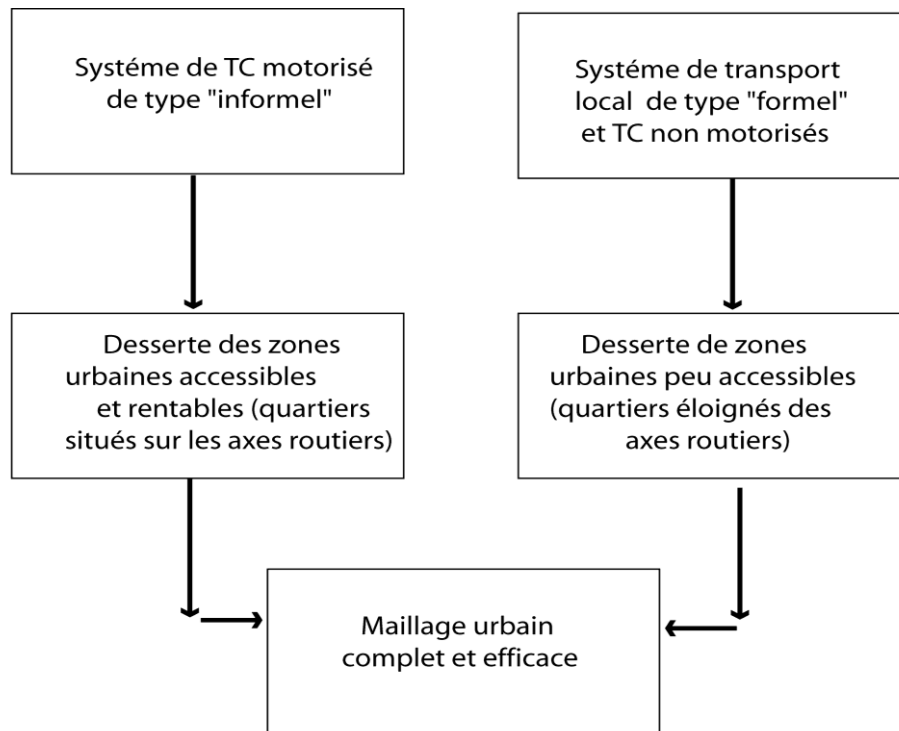 Systéme de TC motorisé
de type "informel"
Systéme de transport
local de type "formel"
et TC non motorisés
Desserte des zones
urbaines accessibles
et rentables (quartiers
situés sur les axes routiers)
Desserte de zones
urbaines peu accessibles
(quartiers éloignés des
axes routiers)
Maillage urbain
complet et efficace